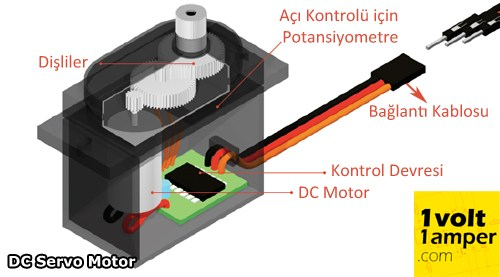 Açı Kontrolü için
Potansiyometre
Dişliler
Bağlantı Kablosu
Kontrol Devresi
DC Motor
DC Servo Motor
1volt
1amper
.com